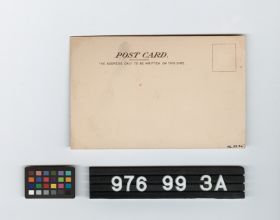 POST CARD.
THE ADDRESS ONLY TO BE WRITTEN ON THIS SIDE.
976 99 3A